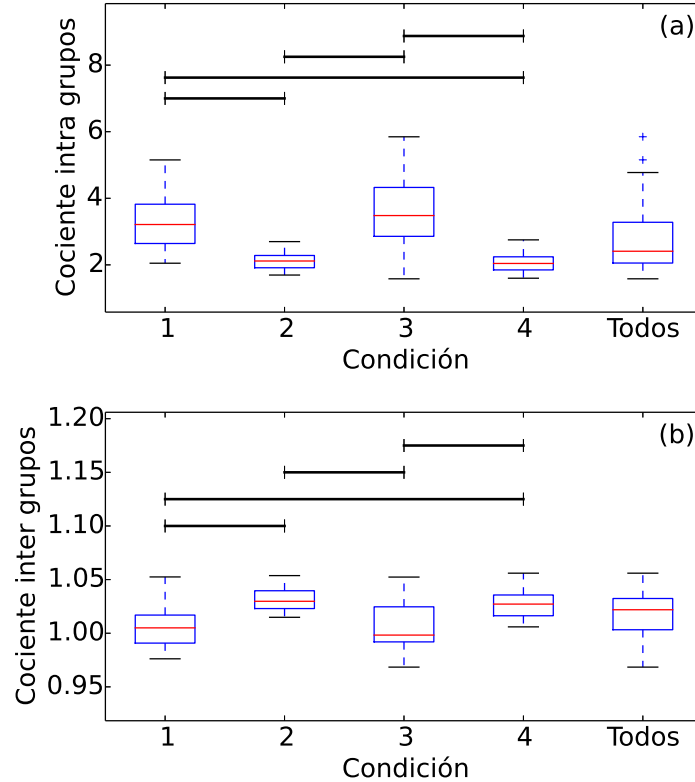 (a)
Cociente intra grupos
8
6
4
2
1 2 3 4 Todos
Condición
(b)
Cociente inter grupos
1.20
1.15
1.10
1.05
1.00
0.95
1 2 3 4 Todos
Condición